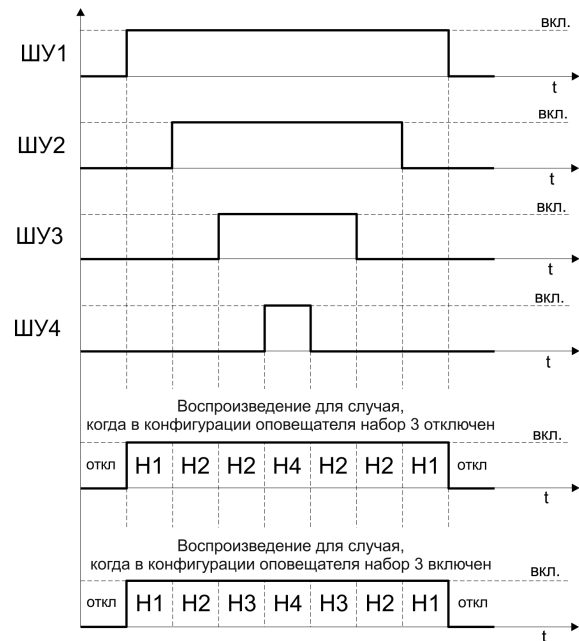 вкл.
ШУ1
t
вкл.
ШУ2
t
вкл.
ШУ3
t
вкл.
ШУ4
t
Воспроизведение для случая,
когда в конфигурации оповещателя набор 3 отключен
вкл.
откл Н1 Н2 Н2 Н4 Н2 Н2 Н1 откл
t
Воспроизведение для случая,
когда в конфигурации оповещателя набор 3 включен
вкл.
откл Н1 Н2 Н3 Н4 Н3 Н2 Н1 откл
t